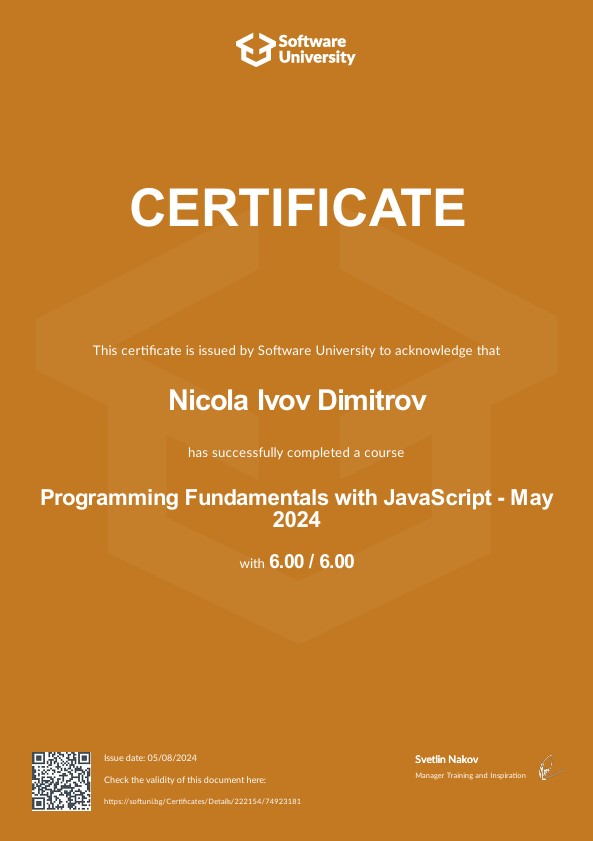 Software
University
CERTIFICATE
This certificate is issued by Software University to acknowledge that
Nicola Ivov Dimitrov
has successfully completed a course
Programming Fundamentals with JavaScript - May
2024
with 6.00 / 6.00
Issue date: 05/08/2024
Check the validity of this document here:
https://softuni.bg/Certificates/Details/222154/74923181
Svetlin Nakov
Manager Training and Inspiration